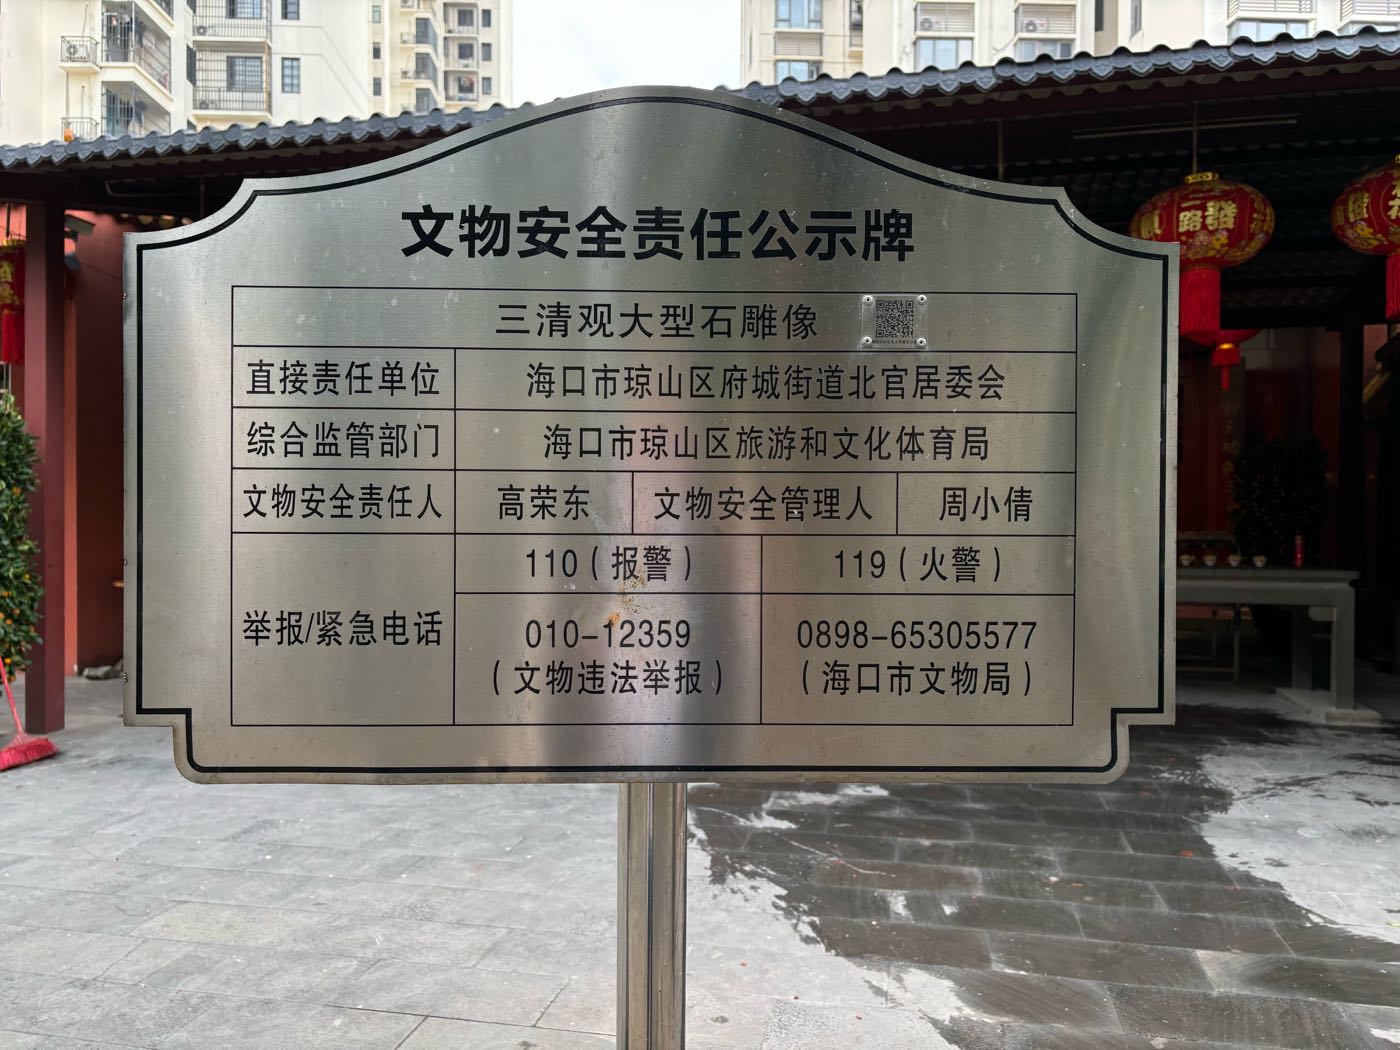 文物安全责任公示牌
三清观大型石雕像
直接责任单位 海口市琼山区府城街道北官居委会
综合监管部门 海口市琼山区旅游和文化体育局
文物安全责任人 高荣东 文物安全管理人 周小倩
举报/紧急电话
110（报警） 119（火警）
010-12359 0898-65305577
（文物违法举报） （海口市文物局）
一路發